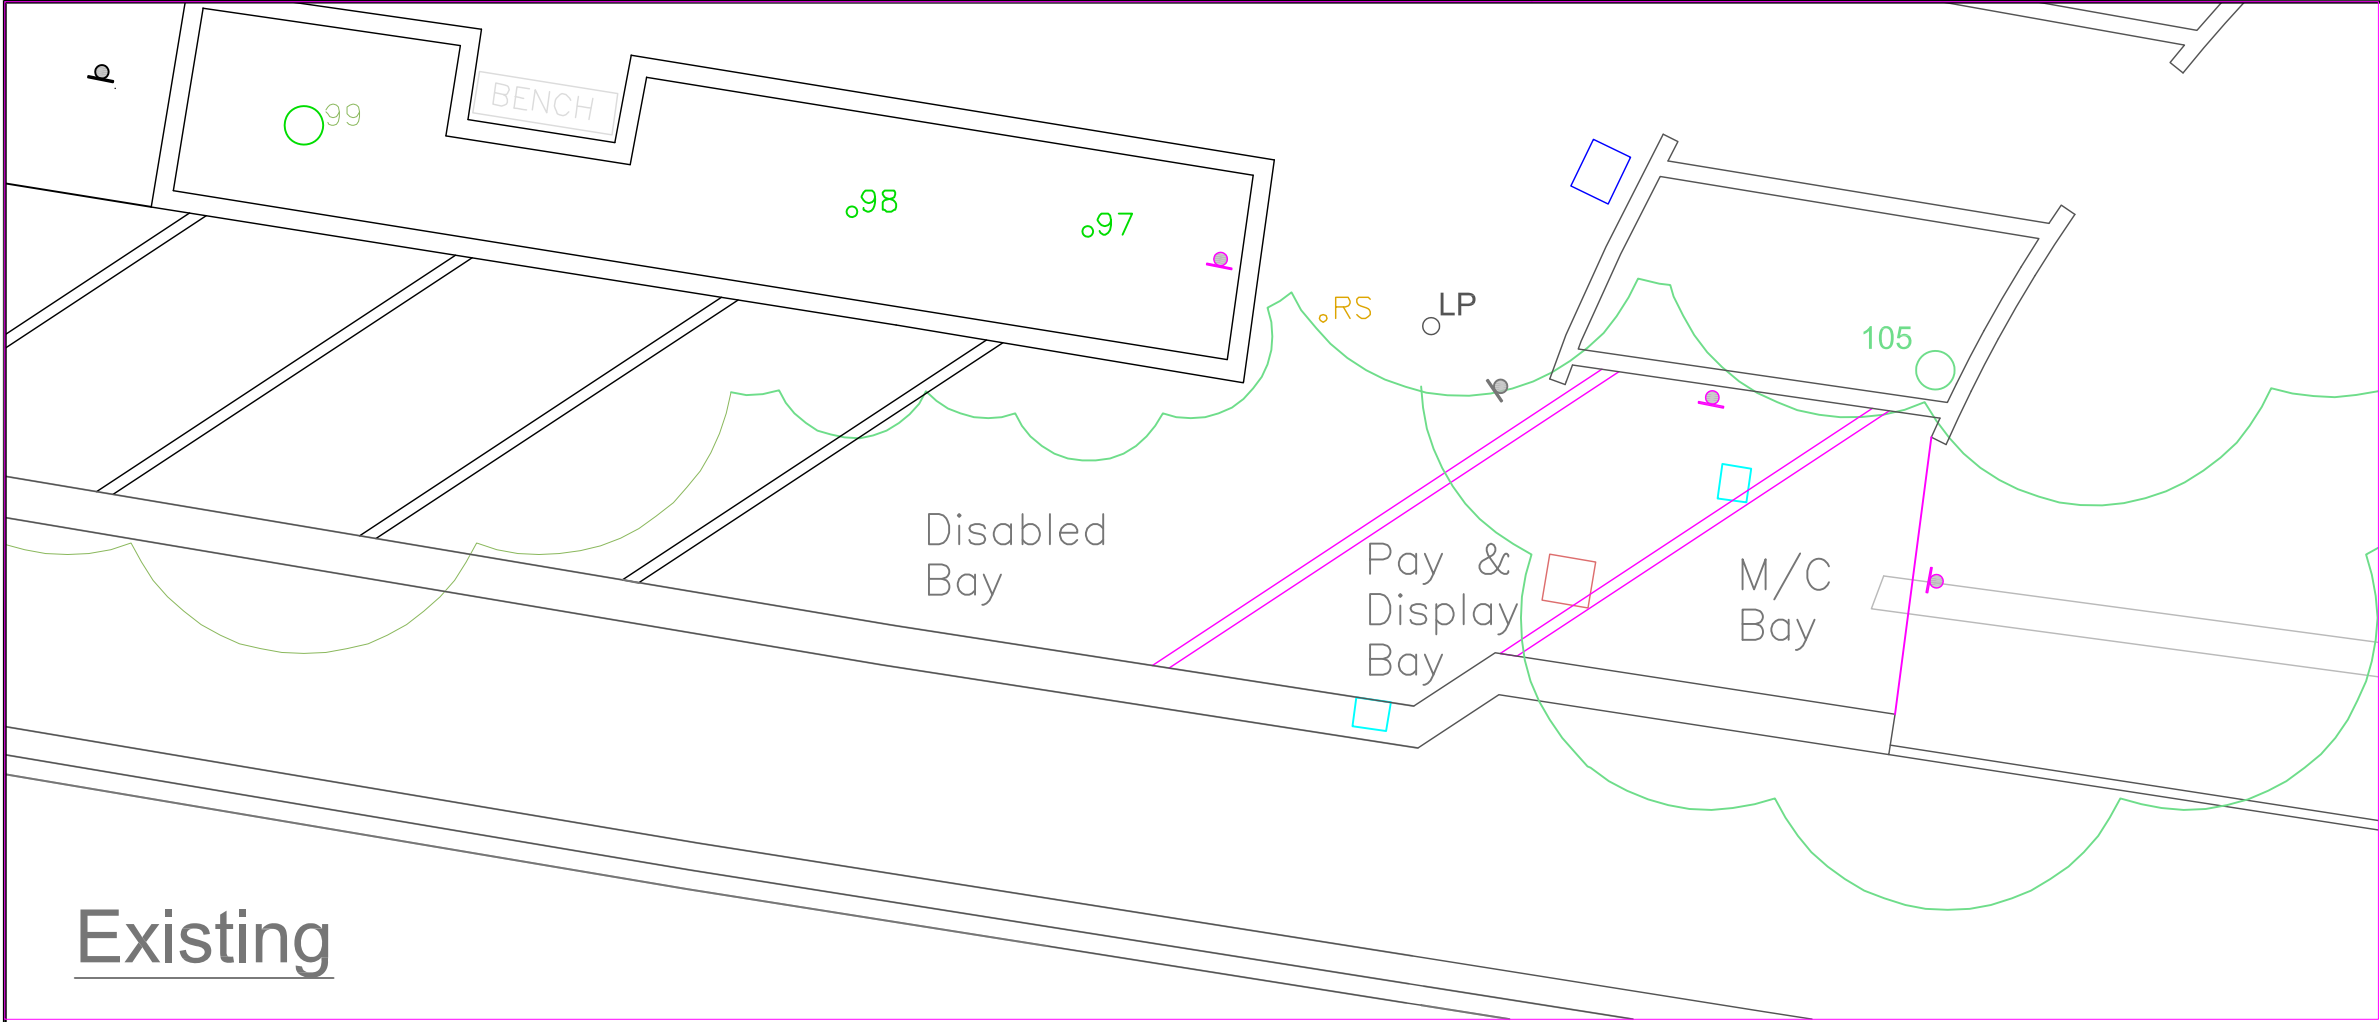 BENCH
99
98
97
RS
LP
105
Disabled
Bay
Pay &
Display
Bay
M/C
Bay
Existing